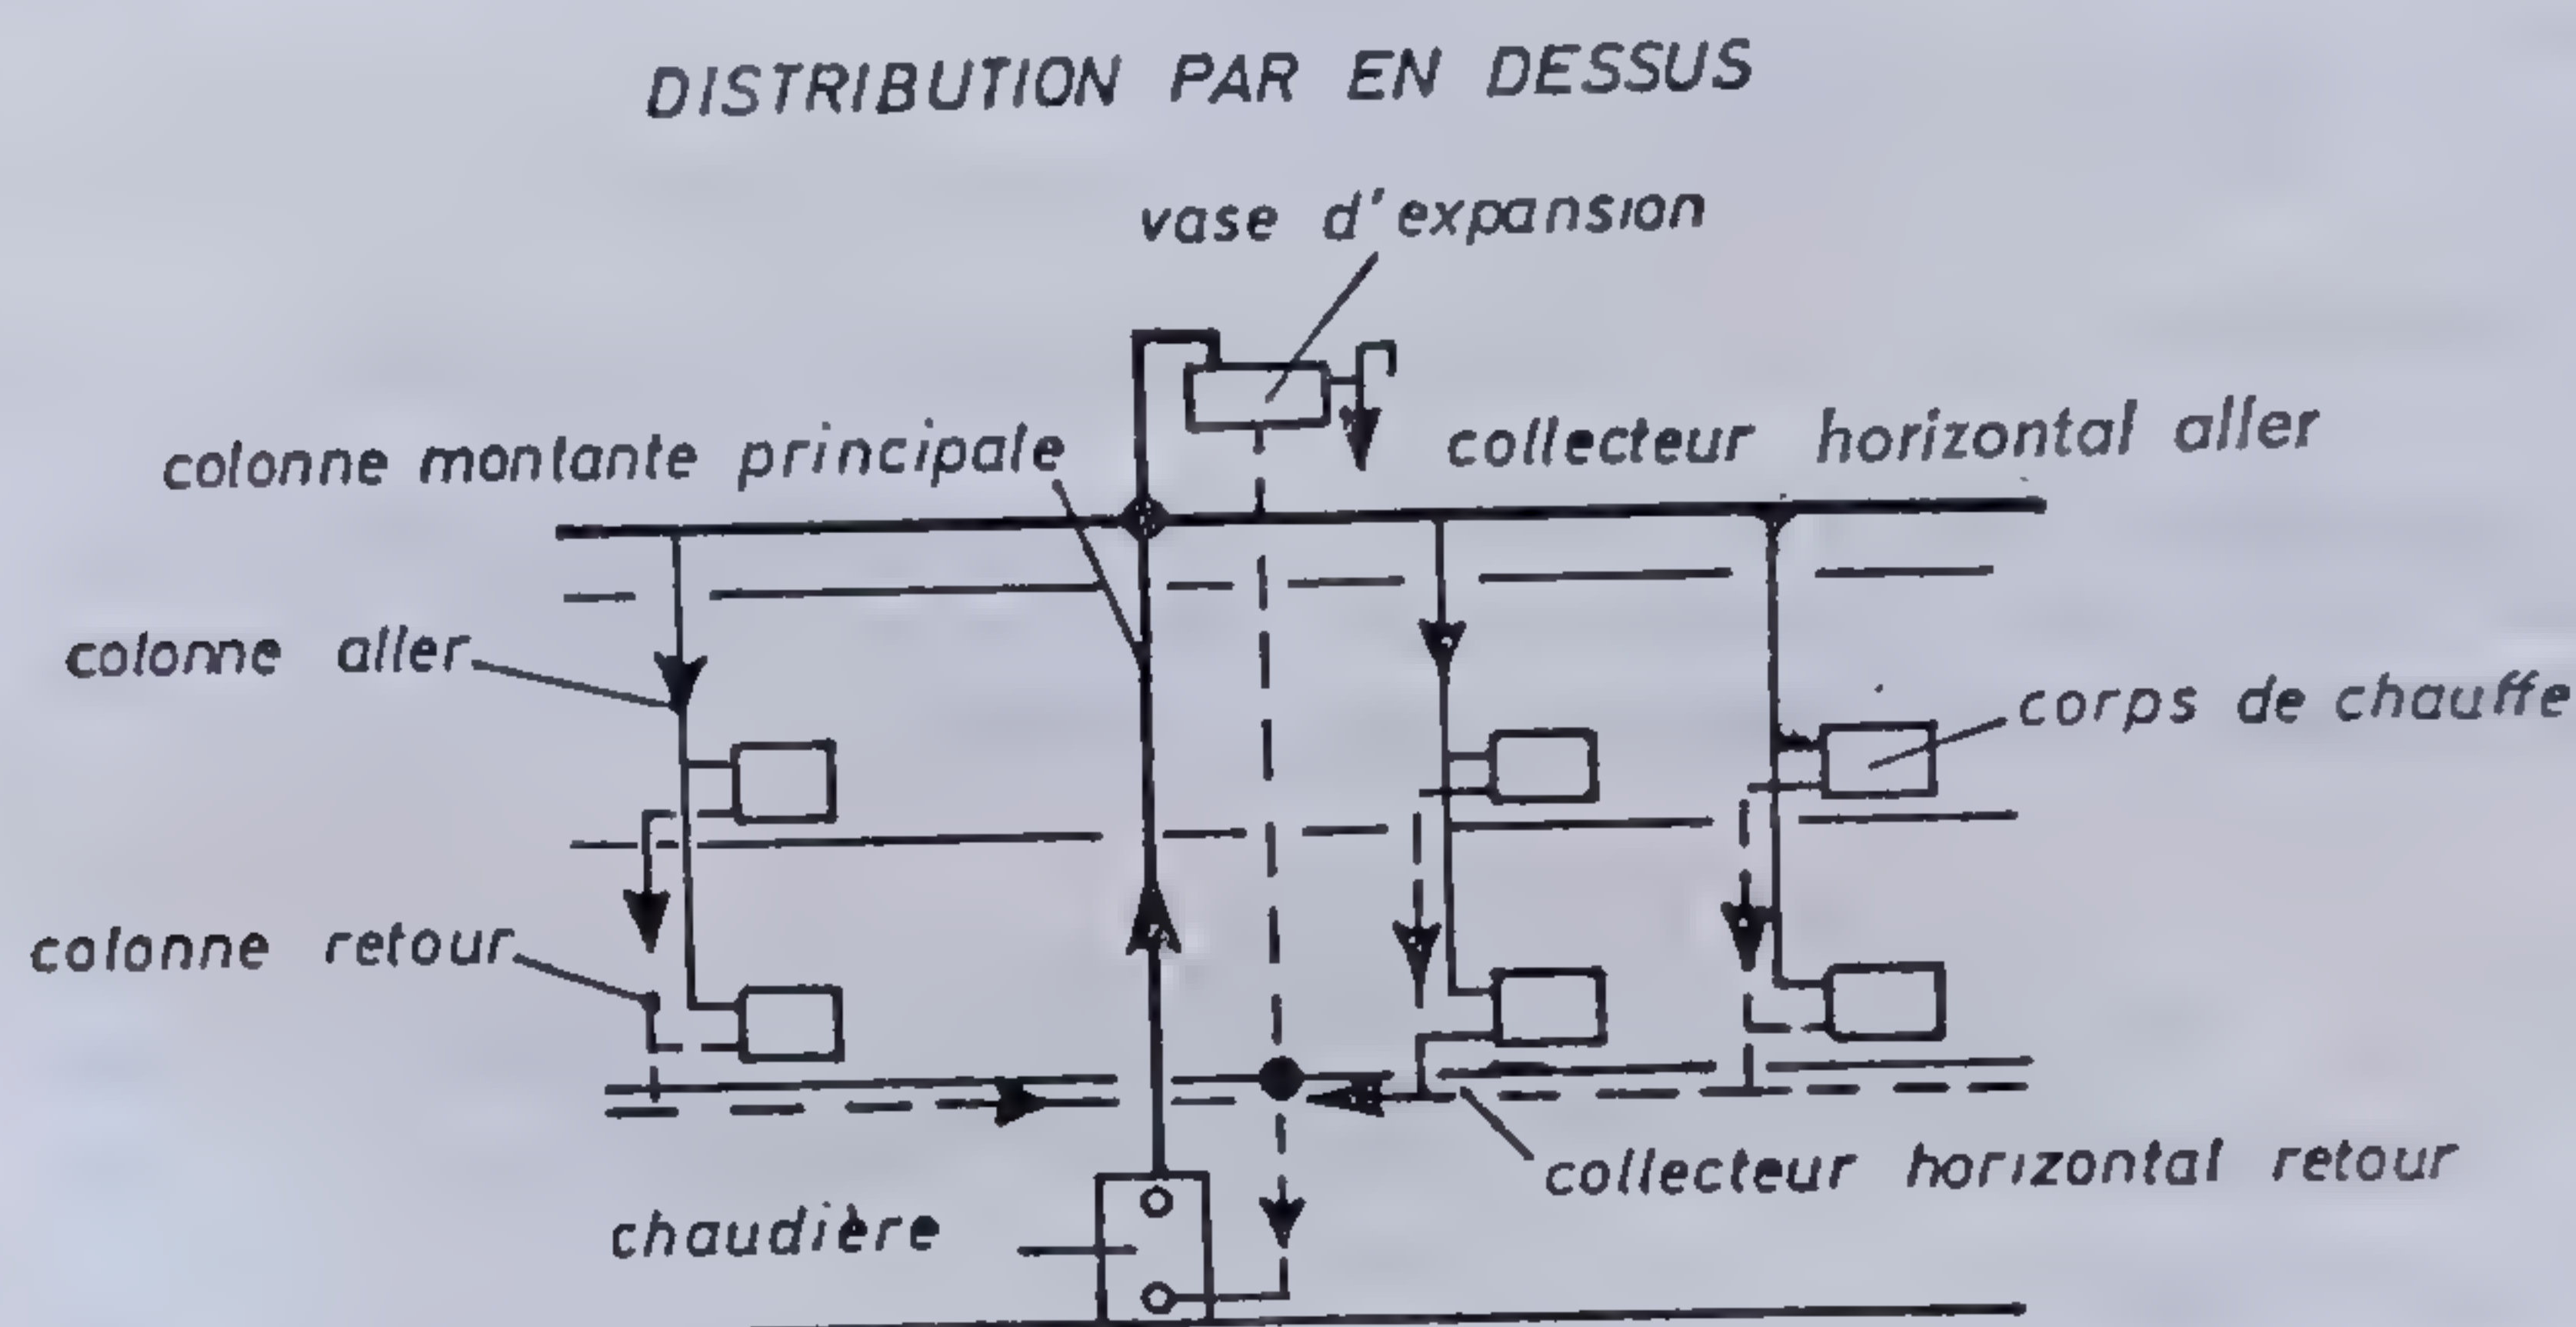 DISTRIBUTION PAR EN DESSUS
vase d'expansion
colonne montante principale
collecteur horizontal aller
colonne aller
corps de chauffe
colonne retour
collecteur horizontal retour
chaudière